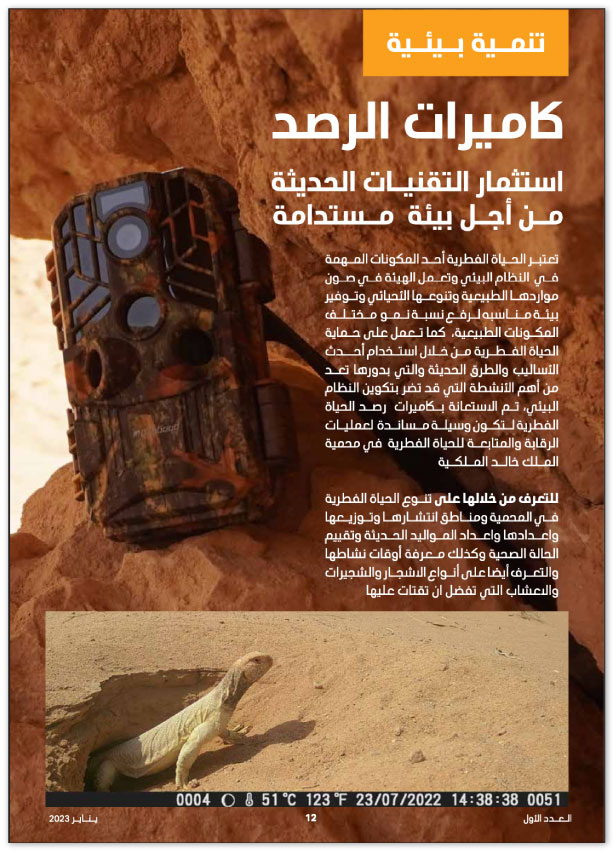 تنمية بيئية
كاميرات الرصد
استثمار التقنيات الحديثة
من أجل بيئة مستدامة
تعتبر الحياة الفطرية أحد المكونات المهمة
في النظام البيئي وتعمل الهيئة في صون
مواردها الطبيعية وتنوعها الأحيائي وتوفير
بيئة مناسبه لرفع نسبة نمو مختلف
المكونات الطبيعية، كما تعمل على حماية
الحياة الفطرية من خلال استخدام أحدث
الأساليب والطرق الحديثة والتي بدورها تعد
من أهم الأنشطة التي قد تضر بتكوين النظام
البيئي، تم الاستعانة بكاميرات رصد الحياة
الفطرية لتكون وسيلة مساندة لعمليات
الرقابة والمتابعة للحياة الفطرية في محمية
الملك خالد الملكية
للتعرف من خلالها على تنوع الحياة الفطرية
في المحمية ومناطق انتشارها وتوزيعها
واعدادها واعداد المواليد الحديثة وتقييم
الحالة الصحية وكذلك معرفة أوقات نشاطها
والتعرف أيضا على أنواع الاشجار والشجيرات
والاعشاب التي تفضل ان تقتات عليها
0004 51°C 123°F 23/07/2022 14:38:38 0051
العدد الأول
12
يناير 2023